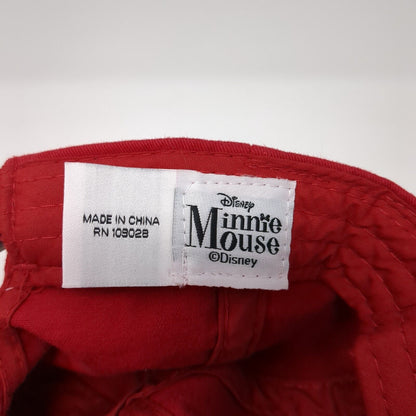 MADE IN CHINA
RN 109028
Disney
Minnie
Mouse
©Disney